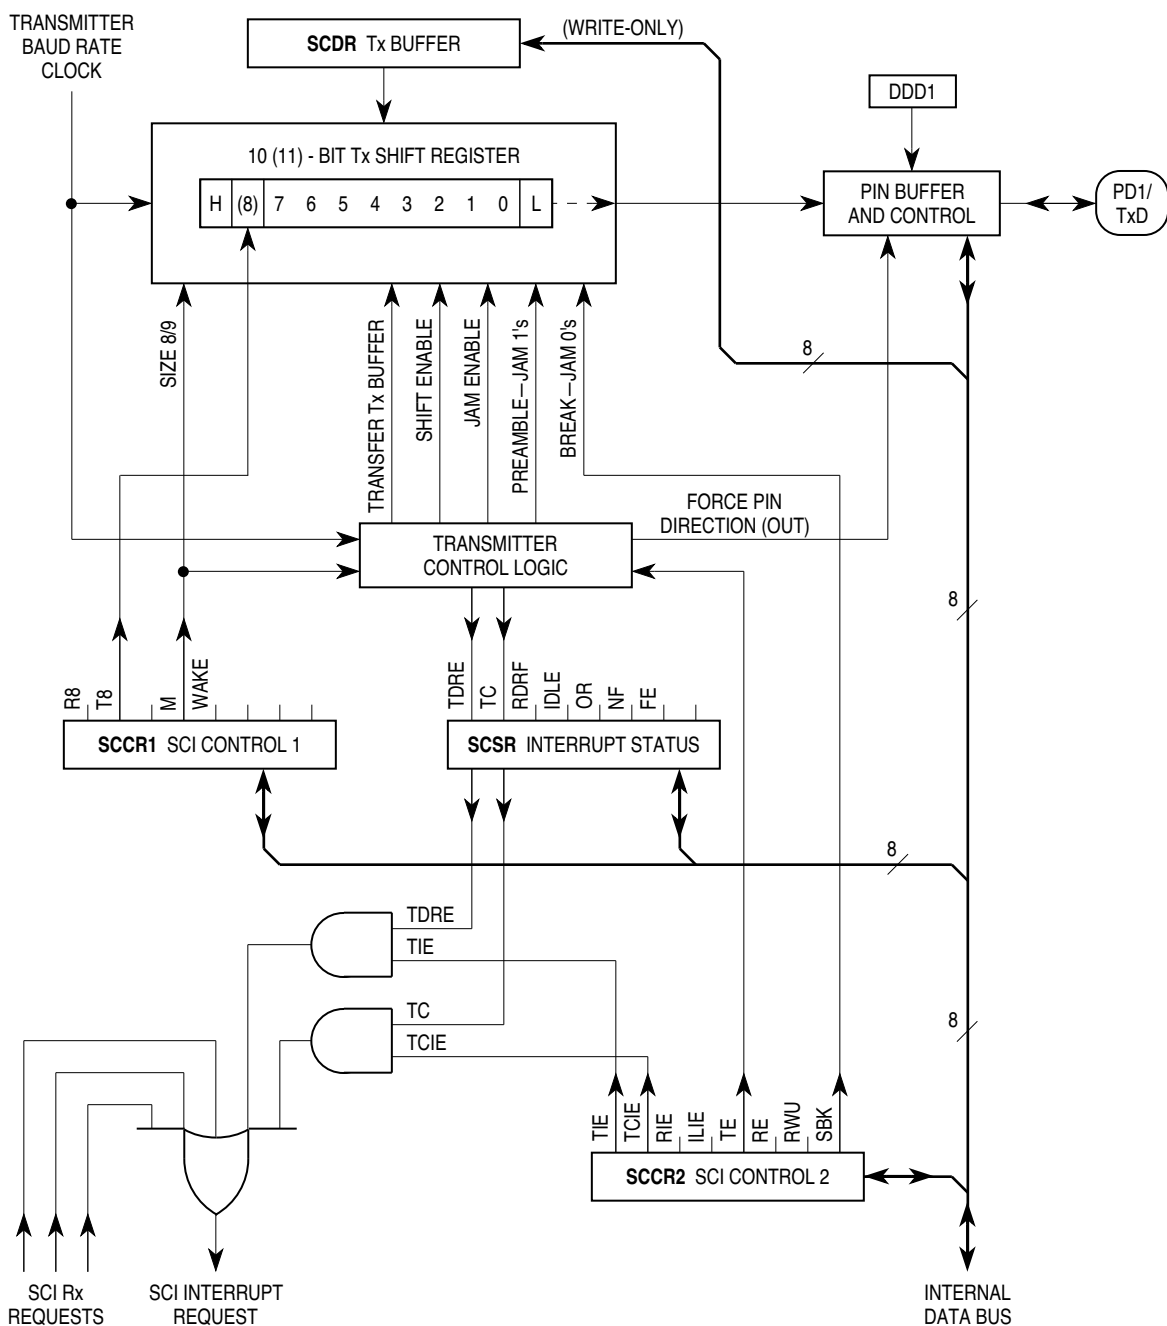 TRANSMITTER
BAUD RATE
CLOCK
SCDR Tx BUFFER
(WRITE-ONLY)
DDD1
10 (11) - BIT Tx SHIFT REGISTER
H (8) 7 6 5 4 3 2 1 0 L
PIN BUFFER
AND CONTROL
PD1/
TxD
SIZE 8/9
TRANSFER Tx BUFFER
SHIFT ENABLE
JAM ENABLE
PREAMBLE—JAM 1's
BREAK—JAM 0's
8
FORCE PIN
DIRECTION (OUT)
TRANSMITTER
CONTROL LOGIC
8
R8
T8
M
WAKE
TDRE
TC
RDRF
IDLE
OR
NF
FE
SCCR1 SCI CONTROL 1
SCSR INTERRUPT STATUS
8
TDRE
TIE
TC
TCIE
8
TIE
TCIE
RIE
ILIE
TE
RE
RWU
SBK
SCCR2 SCI CONTROL 2
SCI Rx
REQUESTS
SCI INTERRUPT
REQUEST
INTERNAL
DATA BUS